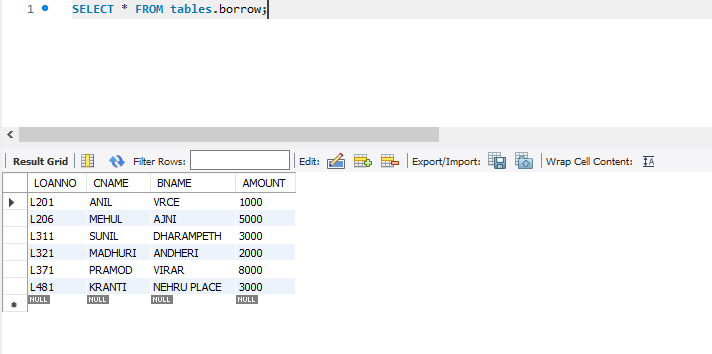 1 SELECT * FROM tables.borrow;
Result Grid Filter Rows: Edit: Export/Import: Wrap Cell Content: IA
LOANNO CNAME BNAME AMOUNT
L201 ANIL VRCE 1000
L206 MEHUL AJNI 5000
L311 SUNIL DHARAMPETH 3000
L321 MADHURI ANDHERI 2000
L371 PRAMOD VIRAR 8000
L481 KRANTI NEHRU PLACE 3000
NULL NULL NULL NULL